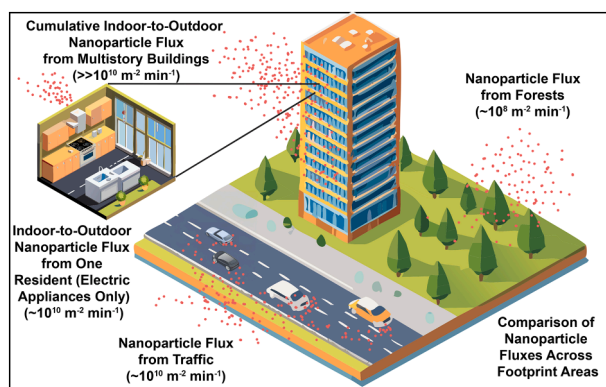 Cumulative Indoor-to-Outdoor
Nanoparticle Flux
from Multistory Buildings
(>>10¹⁰ m⁻² min⁻¹)
Nanoparticle Flux
from Forests
(~10⁸ m⁻² min⁻¹)
Indoor-to-Outdoor
Nanoparticle Flux
from One
Resident (Electric
Appliances Only)
(~10¹⁰ m⁻² min⁻¹)
Nanoparticle Flux
from Traffic
(~10¹⁰ m⁻² min⁻¹)
Comparison of
Nanoparticle
Fluxes Across
Footprint Areas